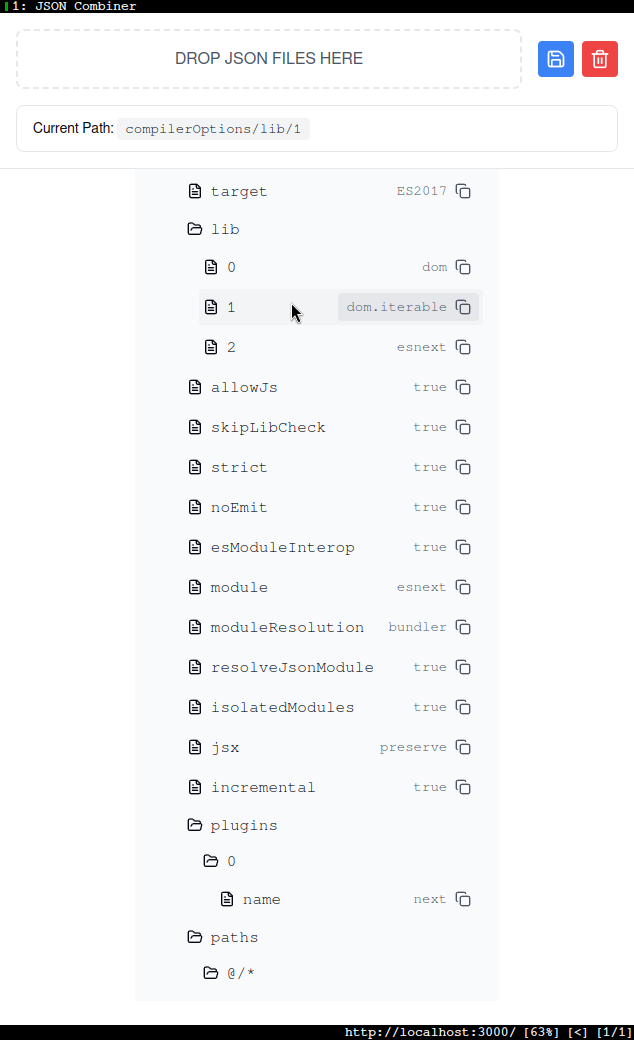 1: JSON Combiner
DROP JSON FILES HERE
Current Path: compilerOptions/lib/1
target ES2017
lib
0 dom
1 dom.iterable
2 esnext
allowJs true
skipLibCheck true
strict true
noEmit true
esModuleInterop true
module esnext
moduleResolution bundler
resolveJsonModule true
isolatedModules true
jsx preserve
incremental true
plugins
0
name next
paths
@/*
http://localhost:3000/ [63%] [<] [1/1]